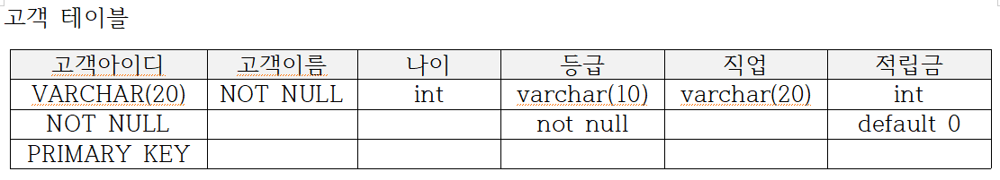 고객 테이블
고객아이디 고객이름 나이 등급 직업 적립금
VARCHAR(20) NOT NULL int varchar(10) varchar(20) int
NOT NULL not null default 0
PRIMARY KEY